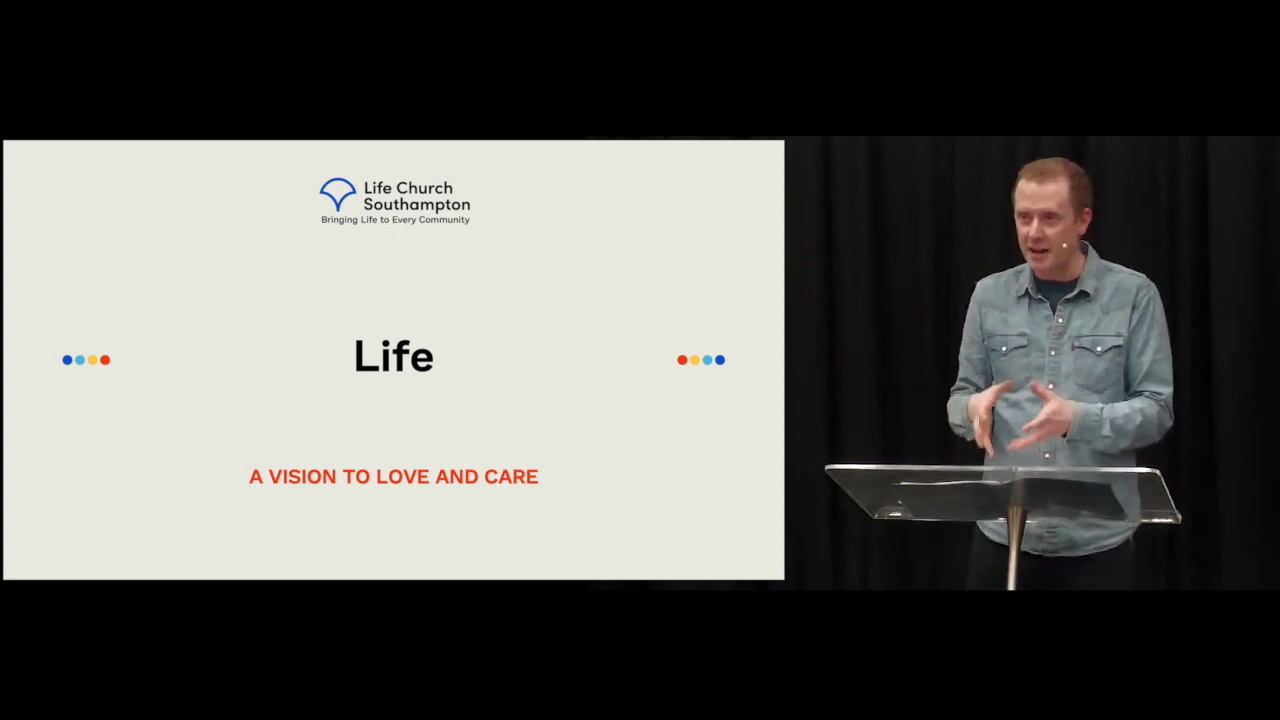 Life Church
Southampton
Bringing Life to Every Community
Life
A VISION TO LOVE AND CARE